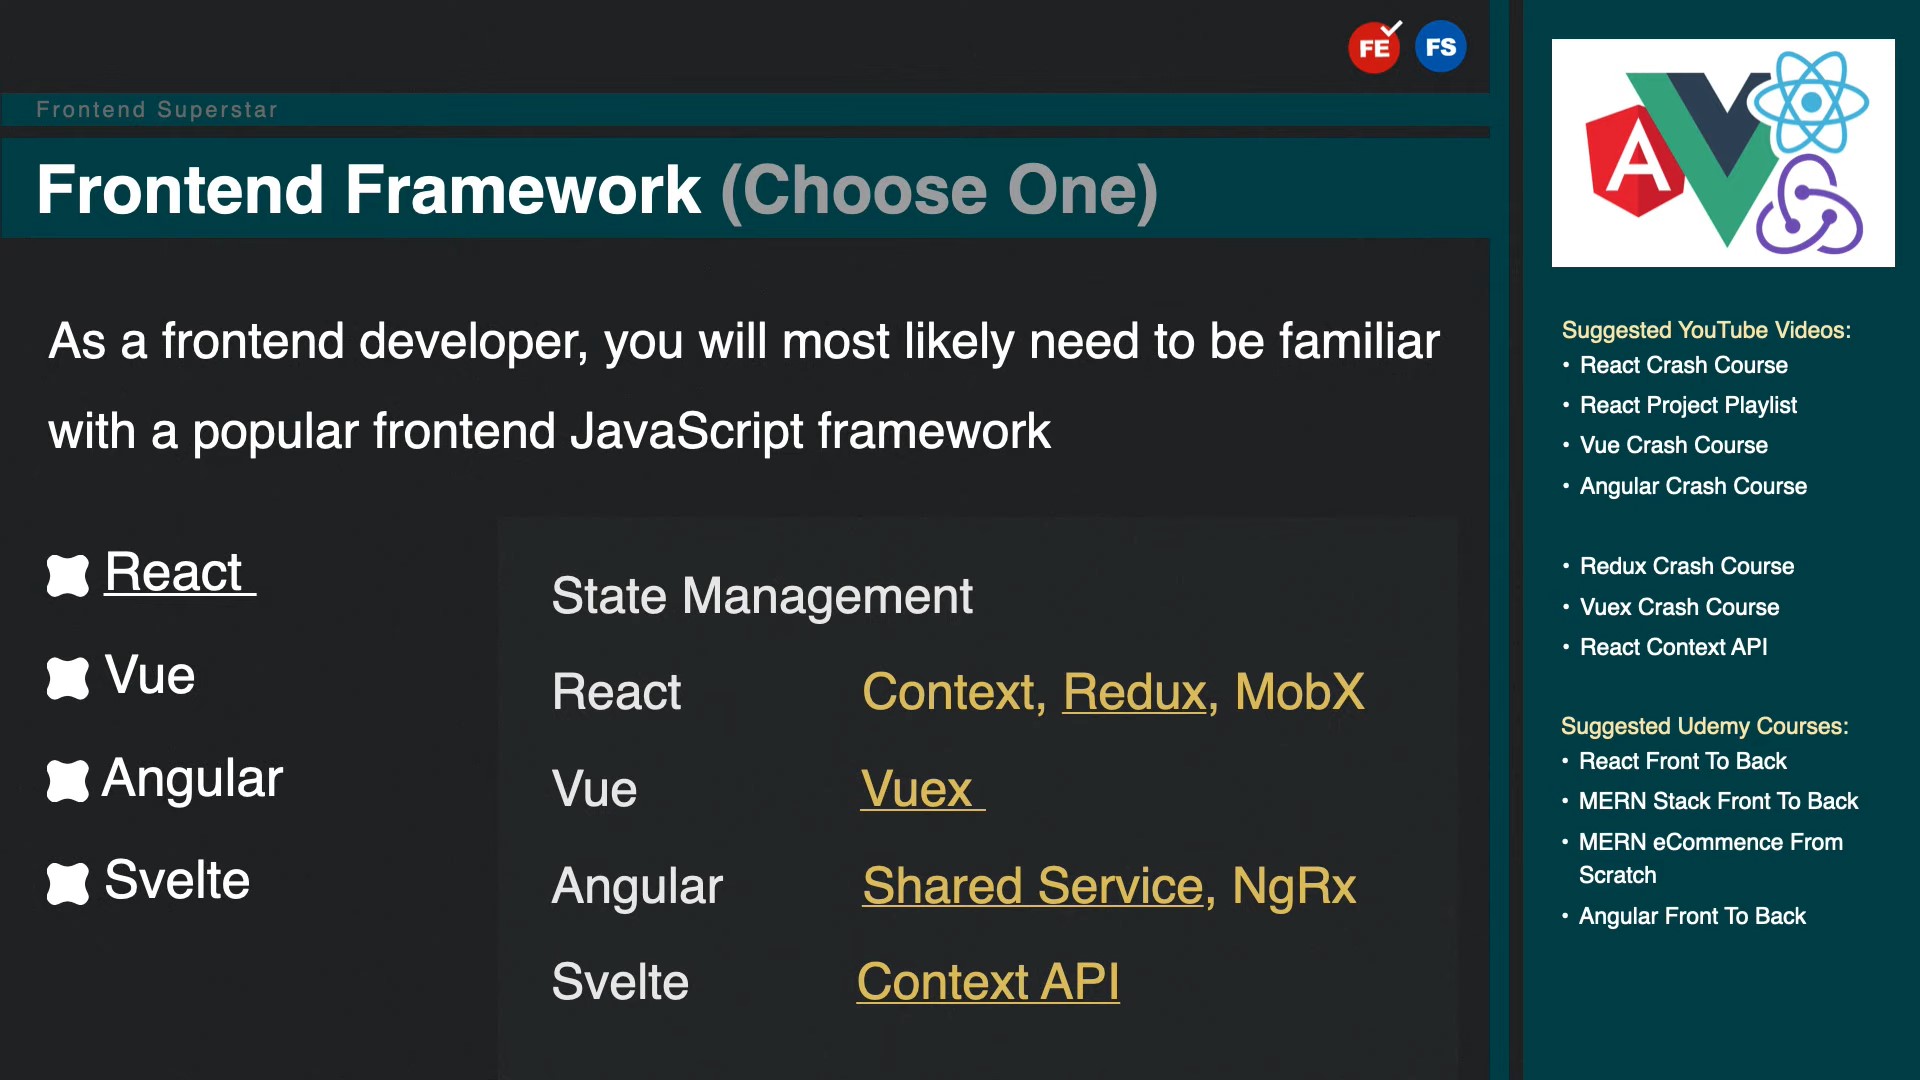 FE FS
Frontend Superstar
Frontend Framework (Choose One)
As a frontend developer, you will most likely need to be familiar
with a popular frontend JavaScript framework
React
Vue
Angular
Svelte
State Management
React Context, Redux, MobX
Vue Vuex
Angular Shared Service, NgRx
Svelte Context API
A
Suggested YouTube Videos:
• React Crash Course
• React Project Playlist
• Vue Crash Course
• Angular Crash Course
• Redux Crash Course
• Vuex Crash Course
• React Context API
Suggested Udemy Courses:
• React Front To Back
• MERN Stack Front To Back
• MERN eCommence From
Scratch
• Angular Front To Back